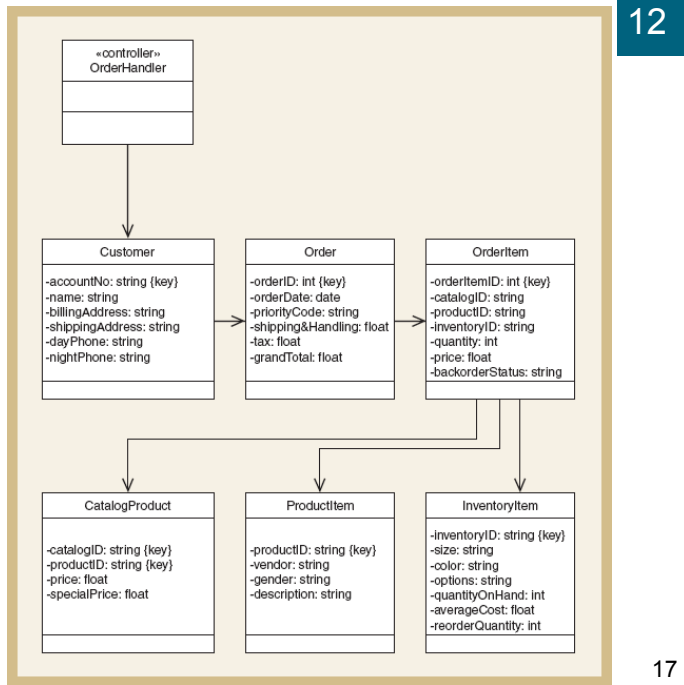 12
«controller»
OrderHandler
Customer
-accountNo: string {key}
-name: string
-billingAddress: string
-shippingAddress: string
-dayPhone: string
-nightPhone: string
Order
-orderID: int {key}
-orderDate: date
-priorityCode: string
-shipping&Handling: float
-tax: float
-grandTotal: float
OrderItem
-orderItemID: int {key}
-catalogID: string
-productID: string
-inventoryID: string
-quantity: int
-price: float
-backorderStatus: string
CatalogProduct
-catalogID: string {key}
-productID: string {key}
-price: float
-specialPrice: float
ProductItem
-productID: string {key}
-vendor: string
-gender: string
-description: string
InventoryItem
-inventoryID: string {key}
-size: string
-color: string
-options: string
-quantityOnHand: int
-averageCost: float
-reorderQuantity: int
17